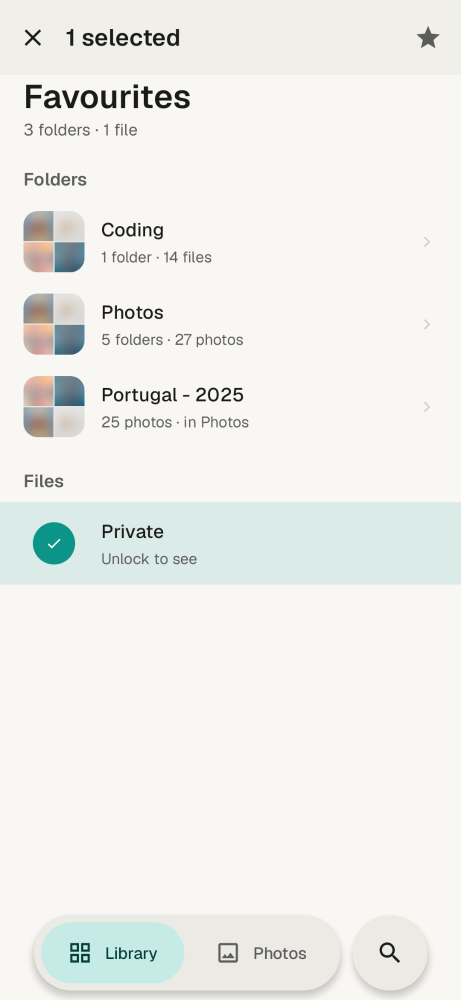 1 selected
Favourites
3 folders · 1 file
Folders
Coding
1 folder · 14 files
Photos
5 folders · 27 photos
Portugal - 2025
25 photos · in Photos
Files
Private
Unlock to see
Library
Photos